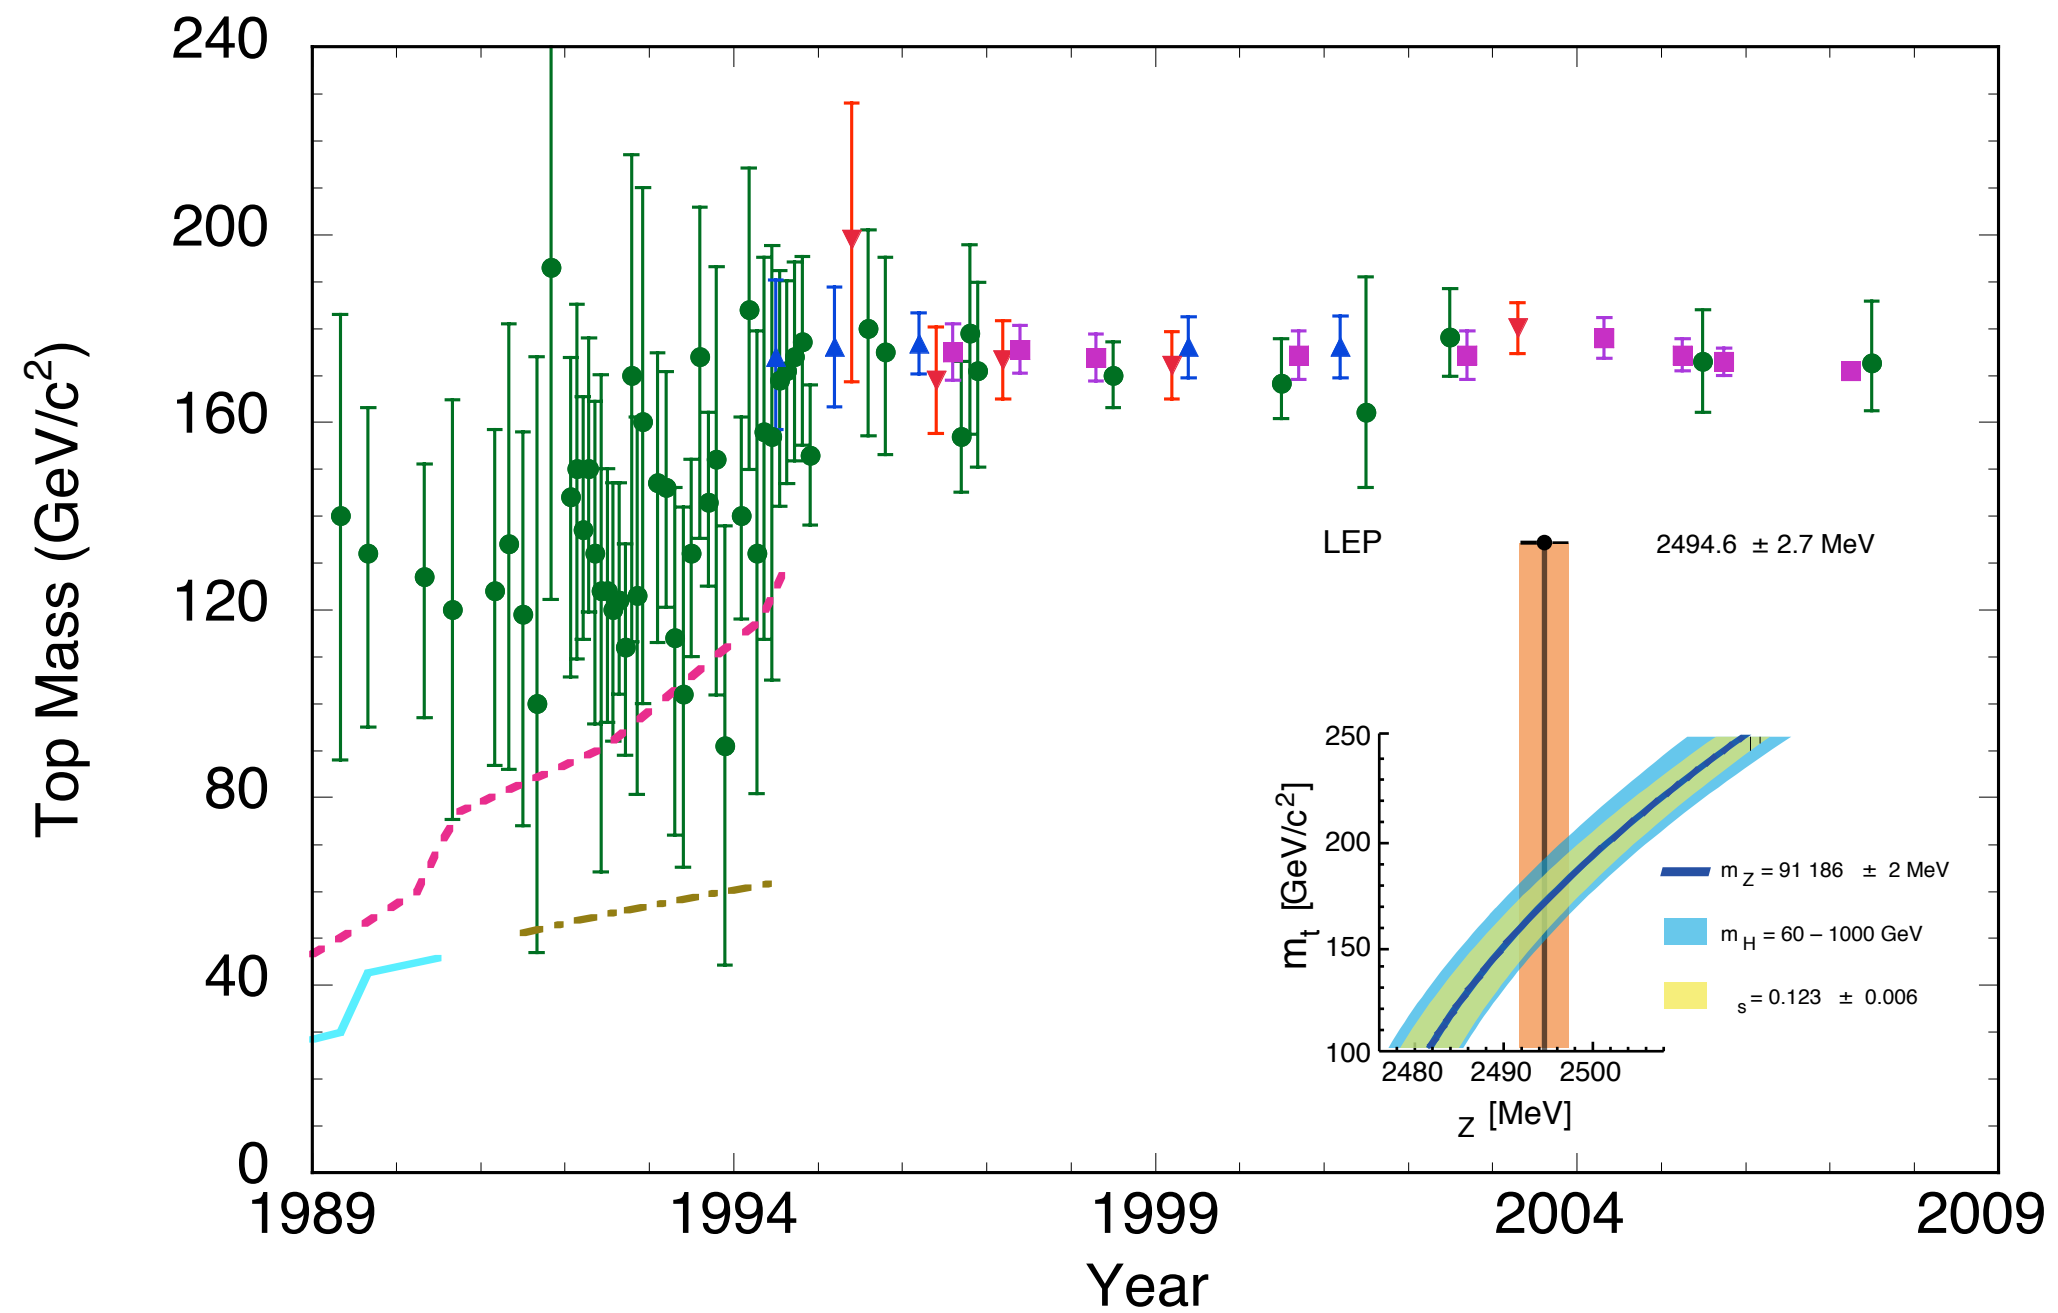 240
200
160
120
80
40
0
Top Mass (GeV/c2)
1989
1994
1999
2004
2009
Year
LEP
2494.6 ± 2.7 MeV
250
200
150
100
mt [GeV/c2]
2480
2490
2500
Z [MeV]
mZ = 91 186 ± 2 MeV
mH = 60 – 1000 GeV
s = 0.123 ± 0.006